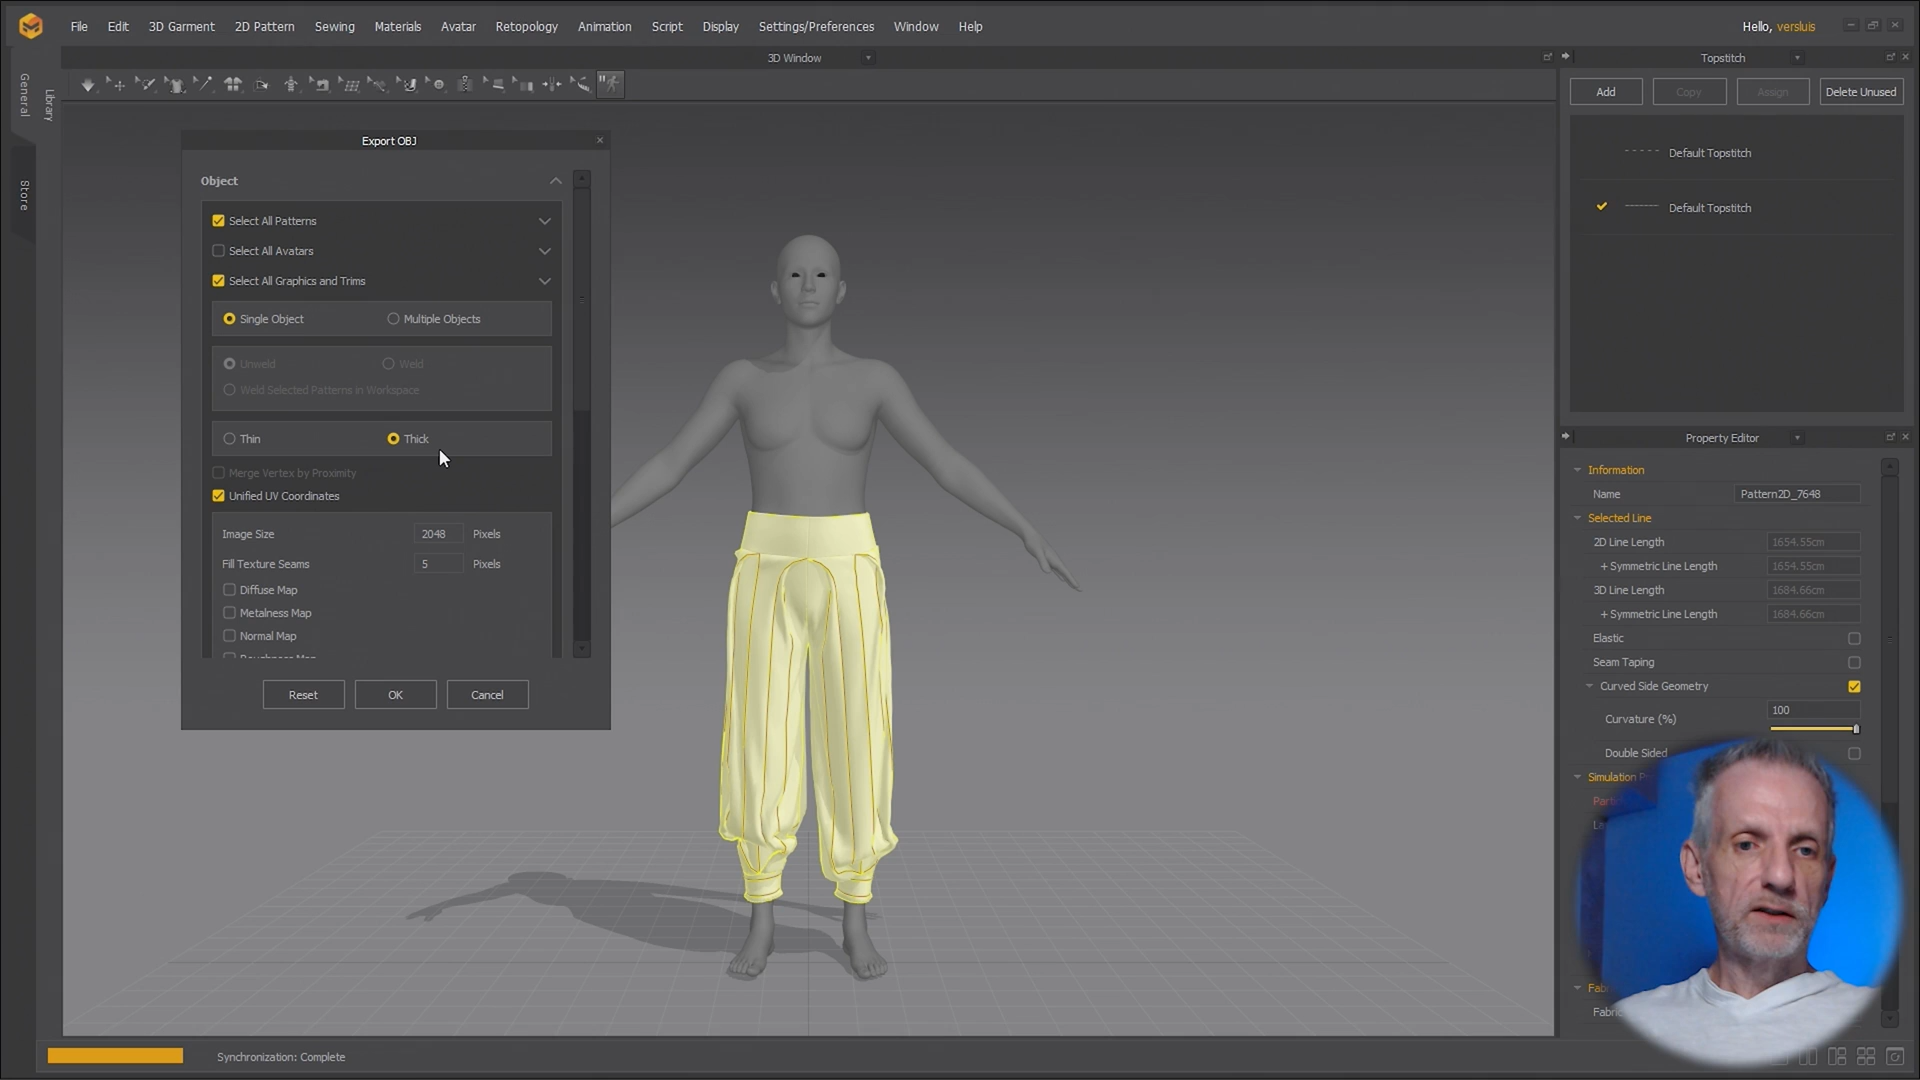 File Edit 3D Garment 2D Pattern Sewing Materials Avatar Retopology Animation Script Display Settings/Preferences Window Help
Hello, versluis
General
Library
Store
3D Window
Export OBJ
Object
Select All Patterns
Select All Avatars
Select All Graphics and Trims
Single Object Multiple Objects
Unweld Weld
Weld Selected Patterns in Workspace
Thin Thick
Merge Vertex by Proximity
Unified UV Coordinates
Image Size 2048 Pixels
Fill Texture Seams 5 Pixels
Diffuse Map
Metalness Map
Normal Map
Roughness Map
Reset OK Cancel
Topstitch
Add Copy Assign Delete Unused
Default Topstitch
Default Topstitch
Property Editor
Information
Name Pattern2D_7648
Selected Line
2D Line Length 1654.55cm
+ Symmetric Line Length 1654.55cm
3D Line Length 1684.66cm
+ Symmetric Line Length 1684.66cm
Elastic
Seam Taping
Curved Side Geometry
Curvature (%) 100
Double Sided
Simulation
Synchronization: Complete